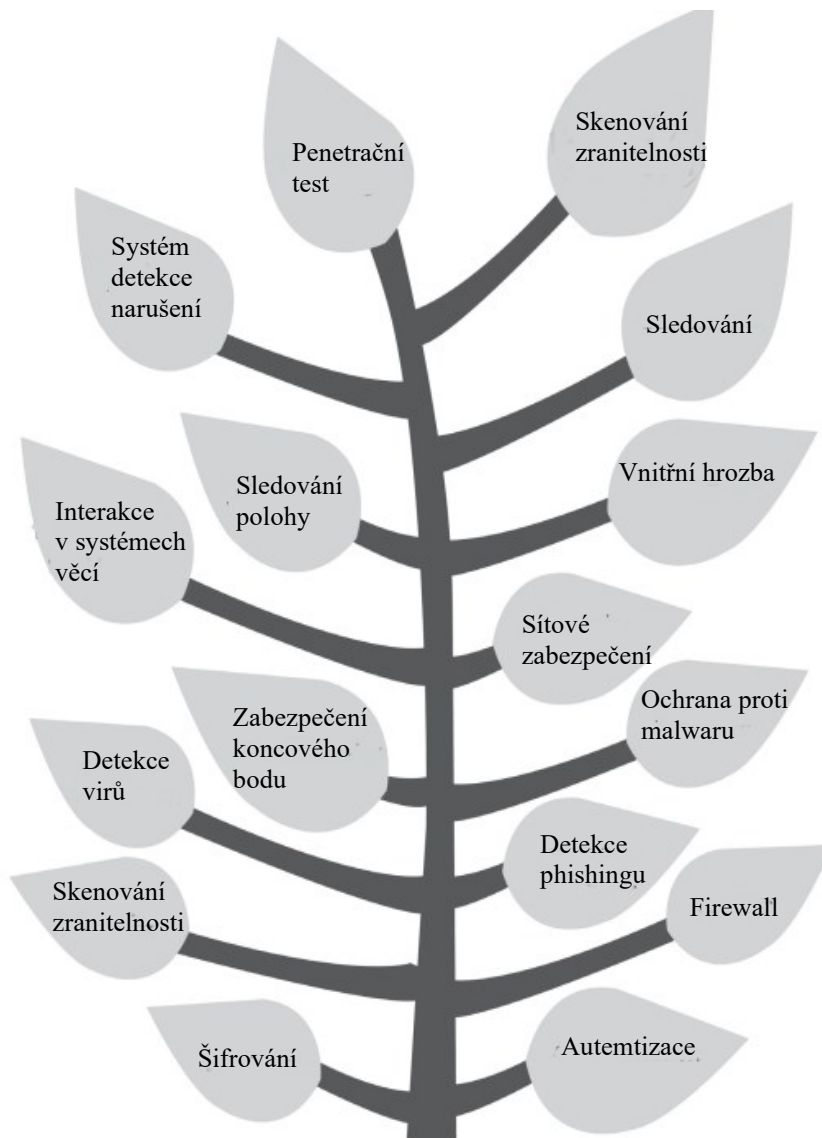 Penetrační
test
Skenování
zranitelnosti
Systém
detekce
narušení
Sledování
Sledování
polohy
Vnitřní hrozba
Interakce
v systémech
věcí
Sítové
zabezpečení
Zabezpečení
koncového
bodu
Ochrana proti
malwaru
Detekce
virů
Detekce
phishingu
Skenování
zranitelnosti
Firewall
Šifrování
Autemtizace